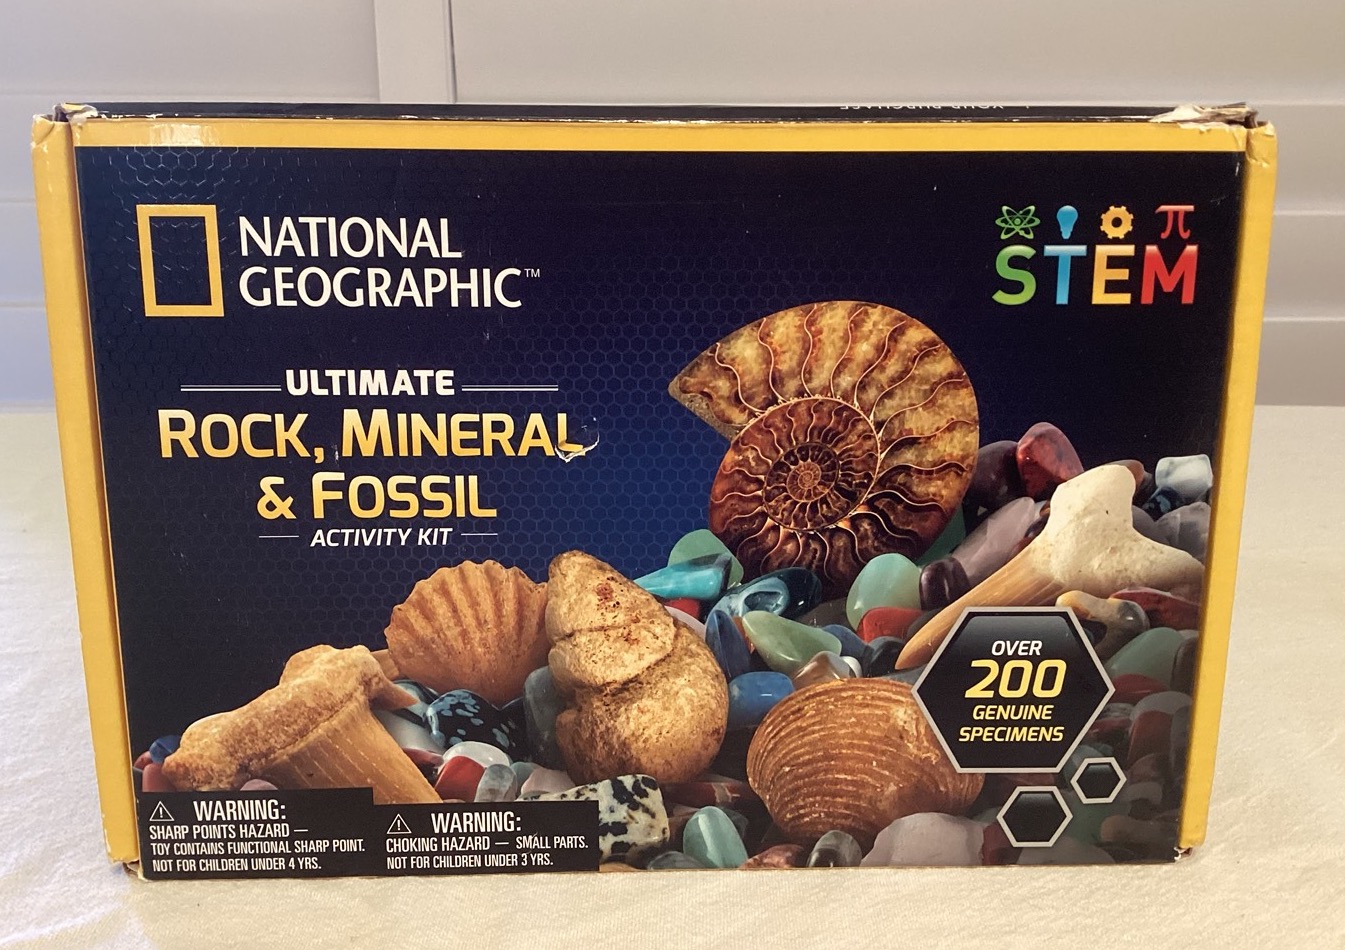 YOUR PURCHASE
NATIONAL
GEOGRAPHIC™
STEM
ULTIMATE
ROCK, MINERAL
& FOSSIL
ACTIVITY KIT
OVER
200
GENUINE
SPECIMENS
⚠ WARNING:
SHARP POINTS HAZARD —
TOY CONTAINS FUNCTIONAL SHARP POINT.
NOT FOR CHILDREN UNDER 4 YRS.
⚠ WARNING:
CHOKING HAZARD — SMALL PARTS.
NOT FOR CHILDREN UNDER 3 YRS.